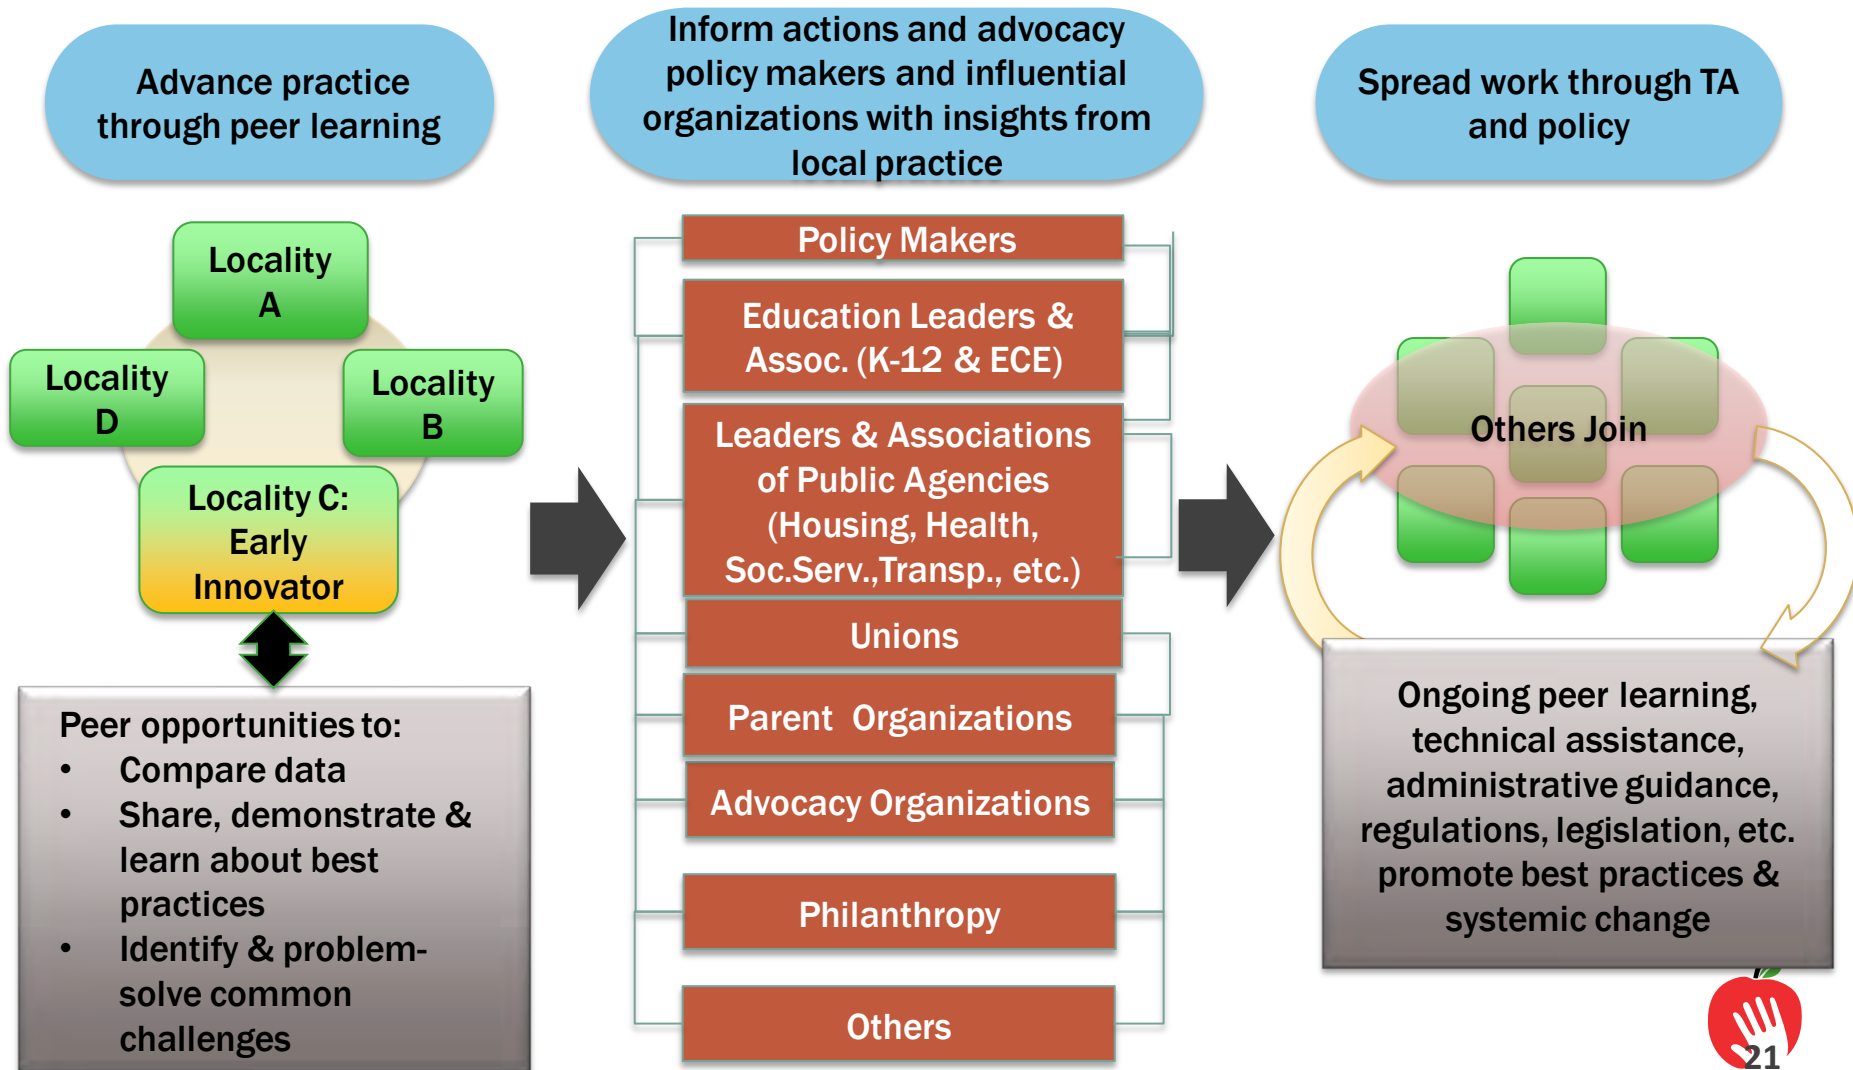 Advance practice
through peer learning
Inform actions and advocacy
policy makers and influential
organizations with insights from
local practice
Spread work through TA
and policy
Locality
A
Locality
D
Locality
B
Locality C:
Early
Innovator
Peer opportunities to:
• Compare data
• Share, demonstrate &
learn about best
practices
• Identify & problem-
solve common
challenges
Policy Makers
Education Leaders &
Assoc. (K-12 & ECE)
Leaders & Associations
of Public Agencies
(Housing, Health,
Soc.Serv.,Transp., etc.)
Unions
Parent Organizations
Advocacy Organizations
Philanthropy
Others
Others Join
Ongoing peer learning,
technical assistance,
administrative guidance,
regulations, legislation, etc.
promote best practices &
systemic change
21